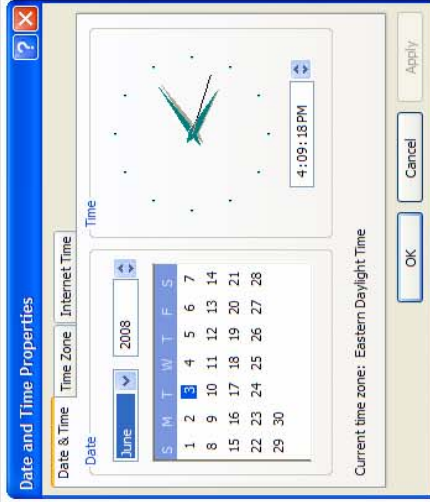 Date and Time Properties
Date & Time Time Zone Internet Time
Date
June 2008
S M T W T F S
1 2 3 4 5 6 7
8 9 10 11 12 13 14
15 16 17 18 19 20 21
22 23 24 25 26 27 28
29 30
Time
4:09:18 PM
Current time zone: Eastern Daylight Time
OK Cancel Apply